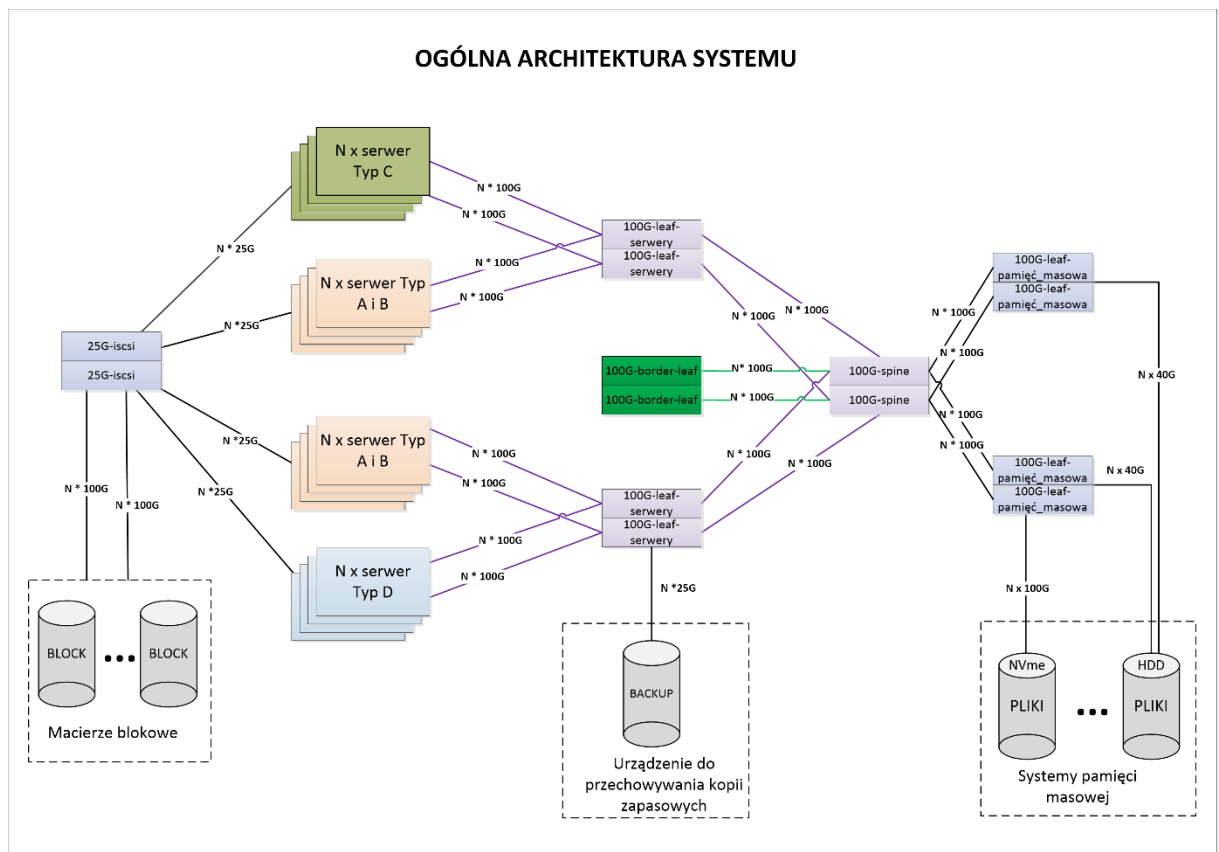 OGÓLNA ARCHITEKTURA SYSTEMU
N x serwer
Typ C
N * 100G
N * 100G
N * 25G
100G-leaf-
serwery
100G-leaf-
serwery
N x serwer Typ
A i B
N * 100G
N * 100G
N *25G
25G-iscsi
25G-iscsi
100G-border-leaf
100G-border-leaf
N * 100G
N * 100G
N * 100G
N * 100G
100G-spine
100G-spine
100G-leaf-
pamięć_masowa
100G-leaf-
pamięć_masowa
N * 100G
N * 100G
N * 100G
N * 100G
N x 40G
N x serwer Typ
A i B
N * 100G
N * 100G
N *25G
N *25G
N * 100G
N * 100G
N * 100G
N * 100G
100G-leaf-
serwery
100G-leaf-
serwery
100G-leaf-
pamięć_masowa
100G-leaf-
pamięć_masowa
N x 40G
N x serwer
Typ D
N * 100G
N * 100G
N *25G
N x 100G
BLOCK
BLOCK
Macierze blokowe
BACKUP
Urządzenie do
przechowywania kopii
zapasowych
NVme
PLIKI
HDD
PLIKI
Systemy pamięci
masowej